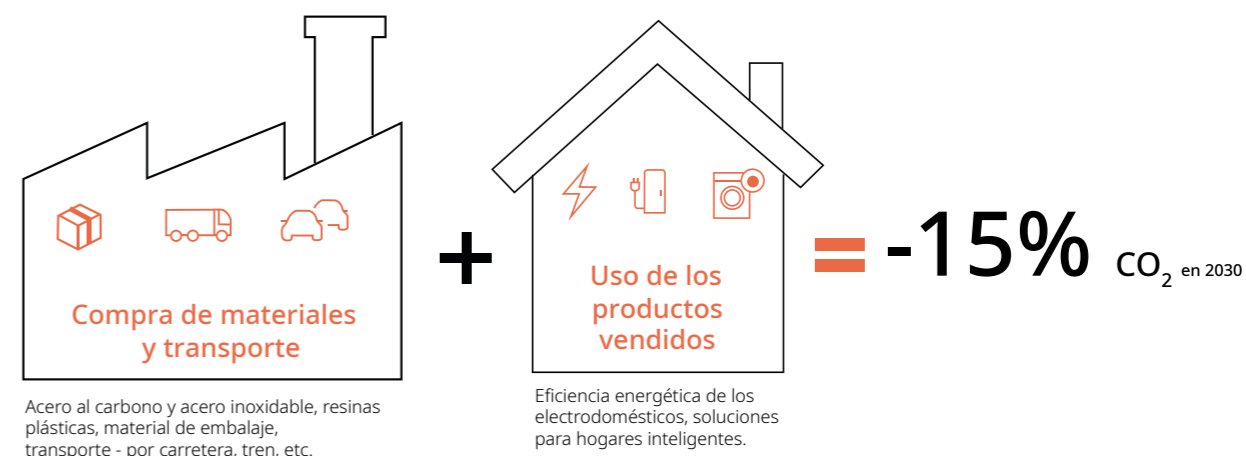 Compra de materiales
y transporte
Acero al carbono y acero inoxidable, resinas
plásticas, material de embalaje,
transporte - por carretera, tren, etc.
+
Uso de los
productos
vendidos
Eficiencia energética de los
electrodomésticos, soluciones
para hogares inteligentes.
= -15% CO₂ en 2030